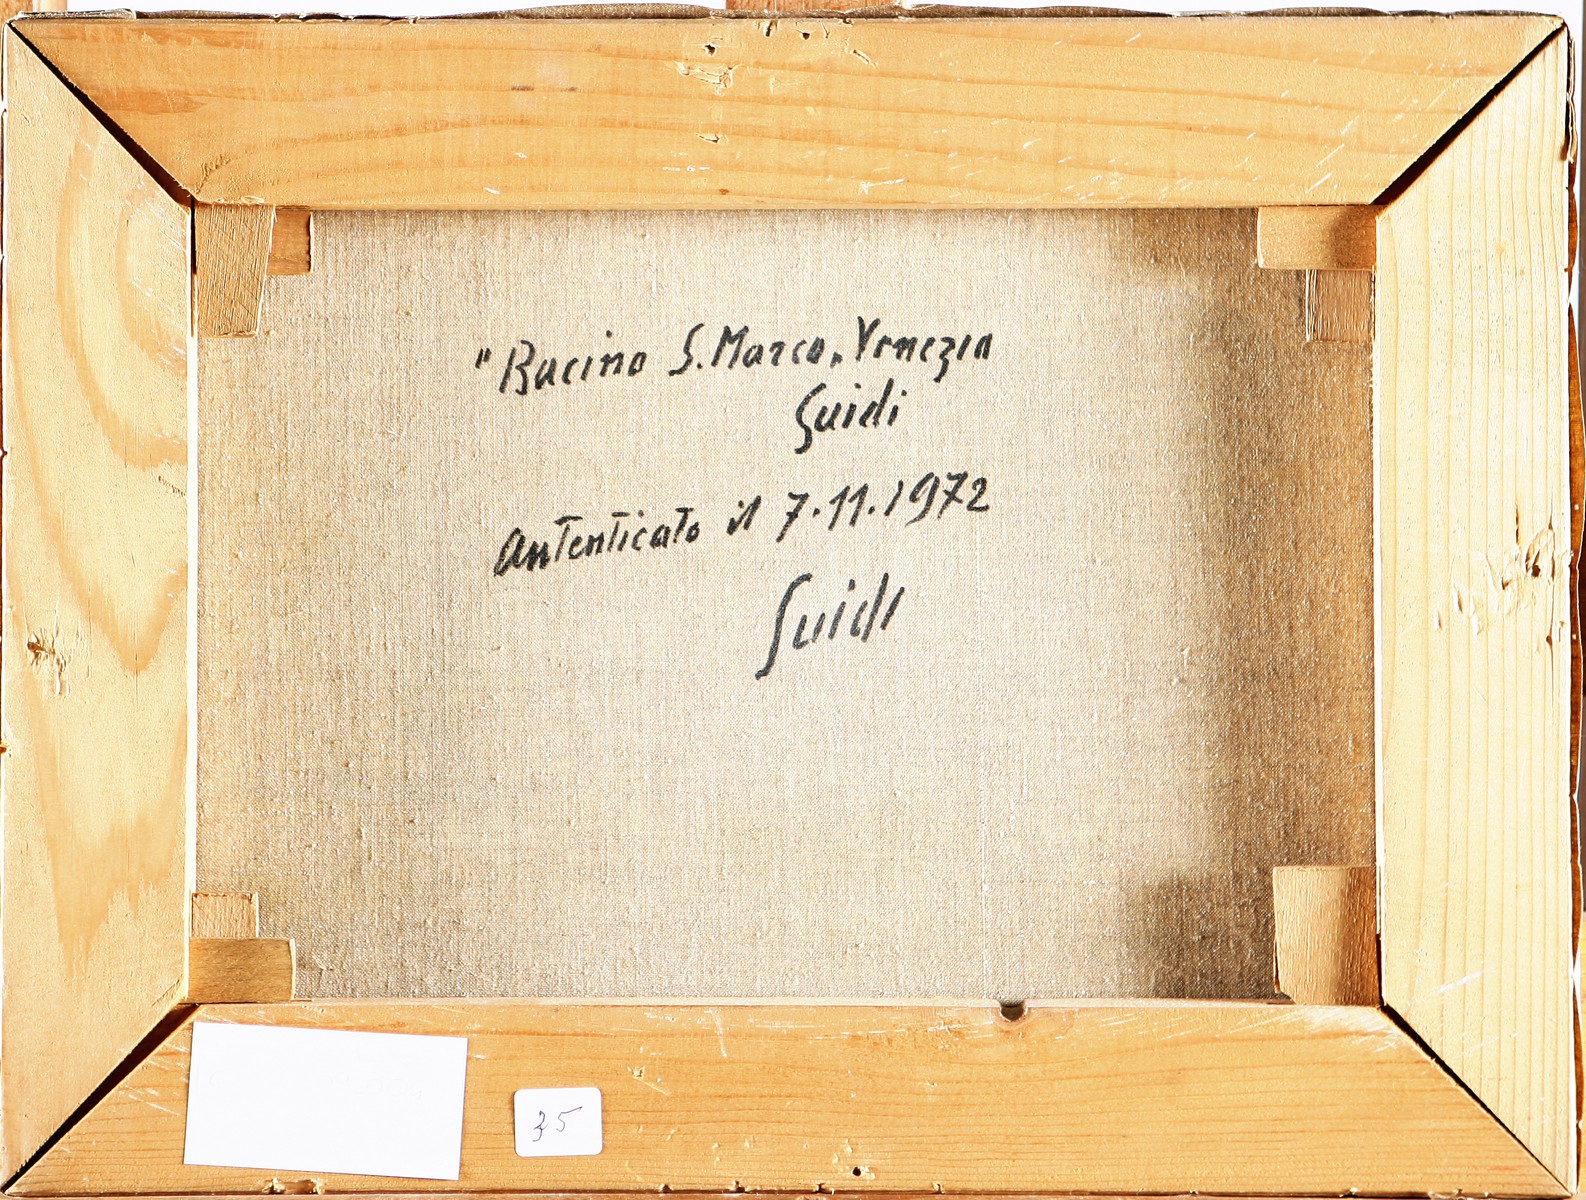 "Bacino S. Marco„ Venezia
Guidi
Autenticato il 7.11.1972
Guidi
35